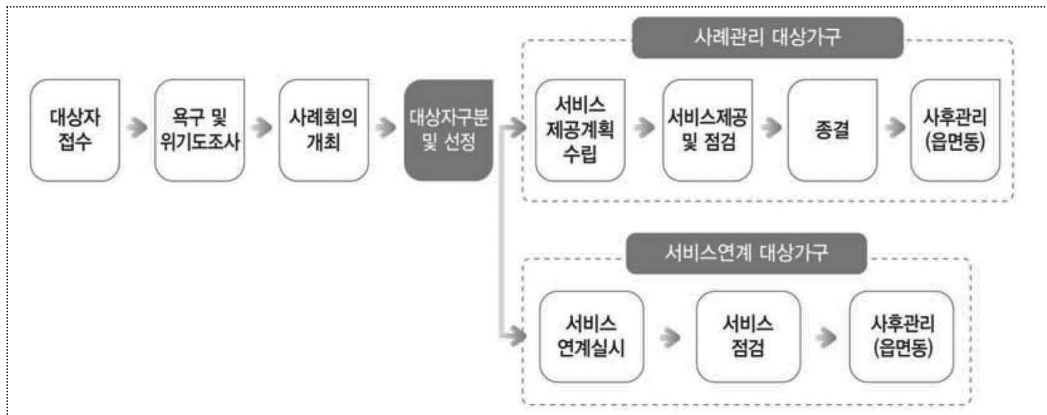 사례관리 대상가구
대상자
접수
욕구 및
위기도조사
사례회의
개최
대상자구분
및 선정
서비스
제공계획
수립
서비스제공
및 점검
종결
사후관리
(읍면동)
서비스연계 대상가구
서비스
연계실시
서비스
점검
사후관리
(읍면동)